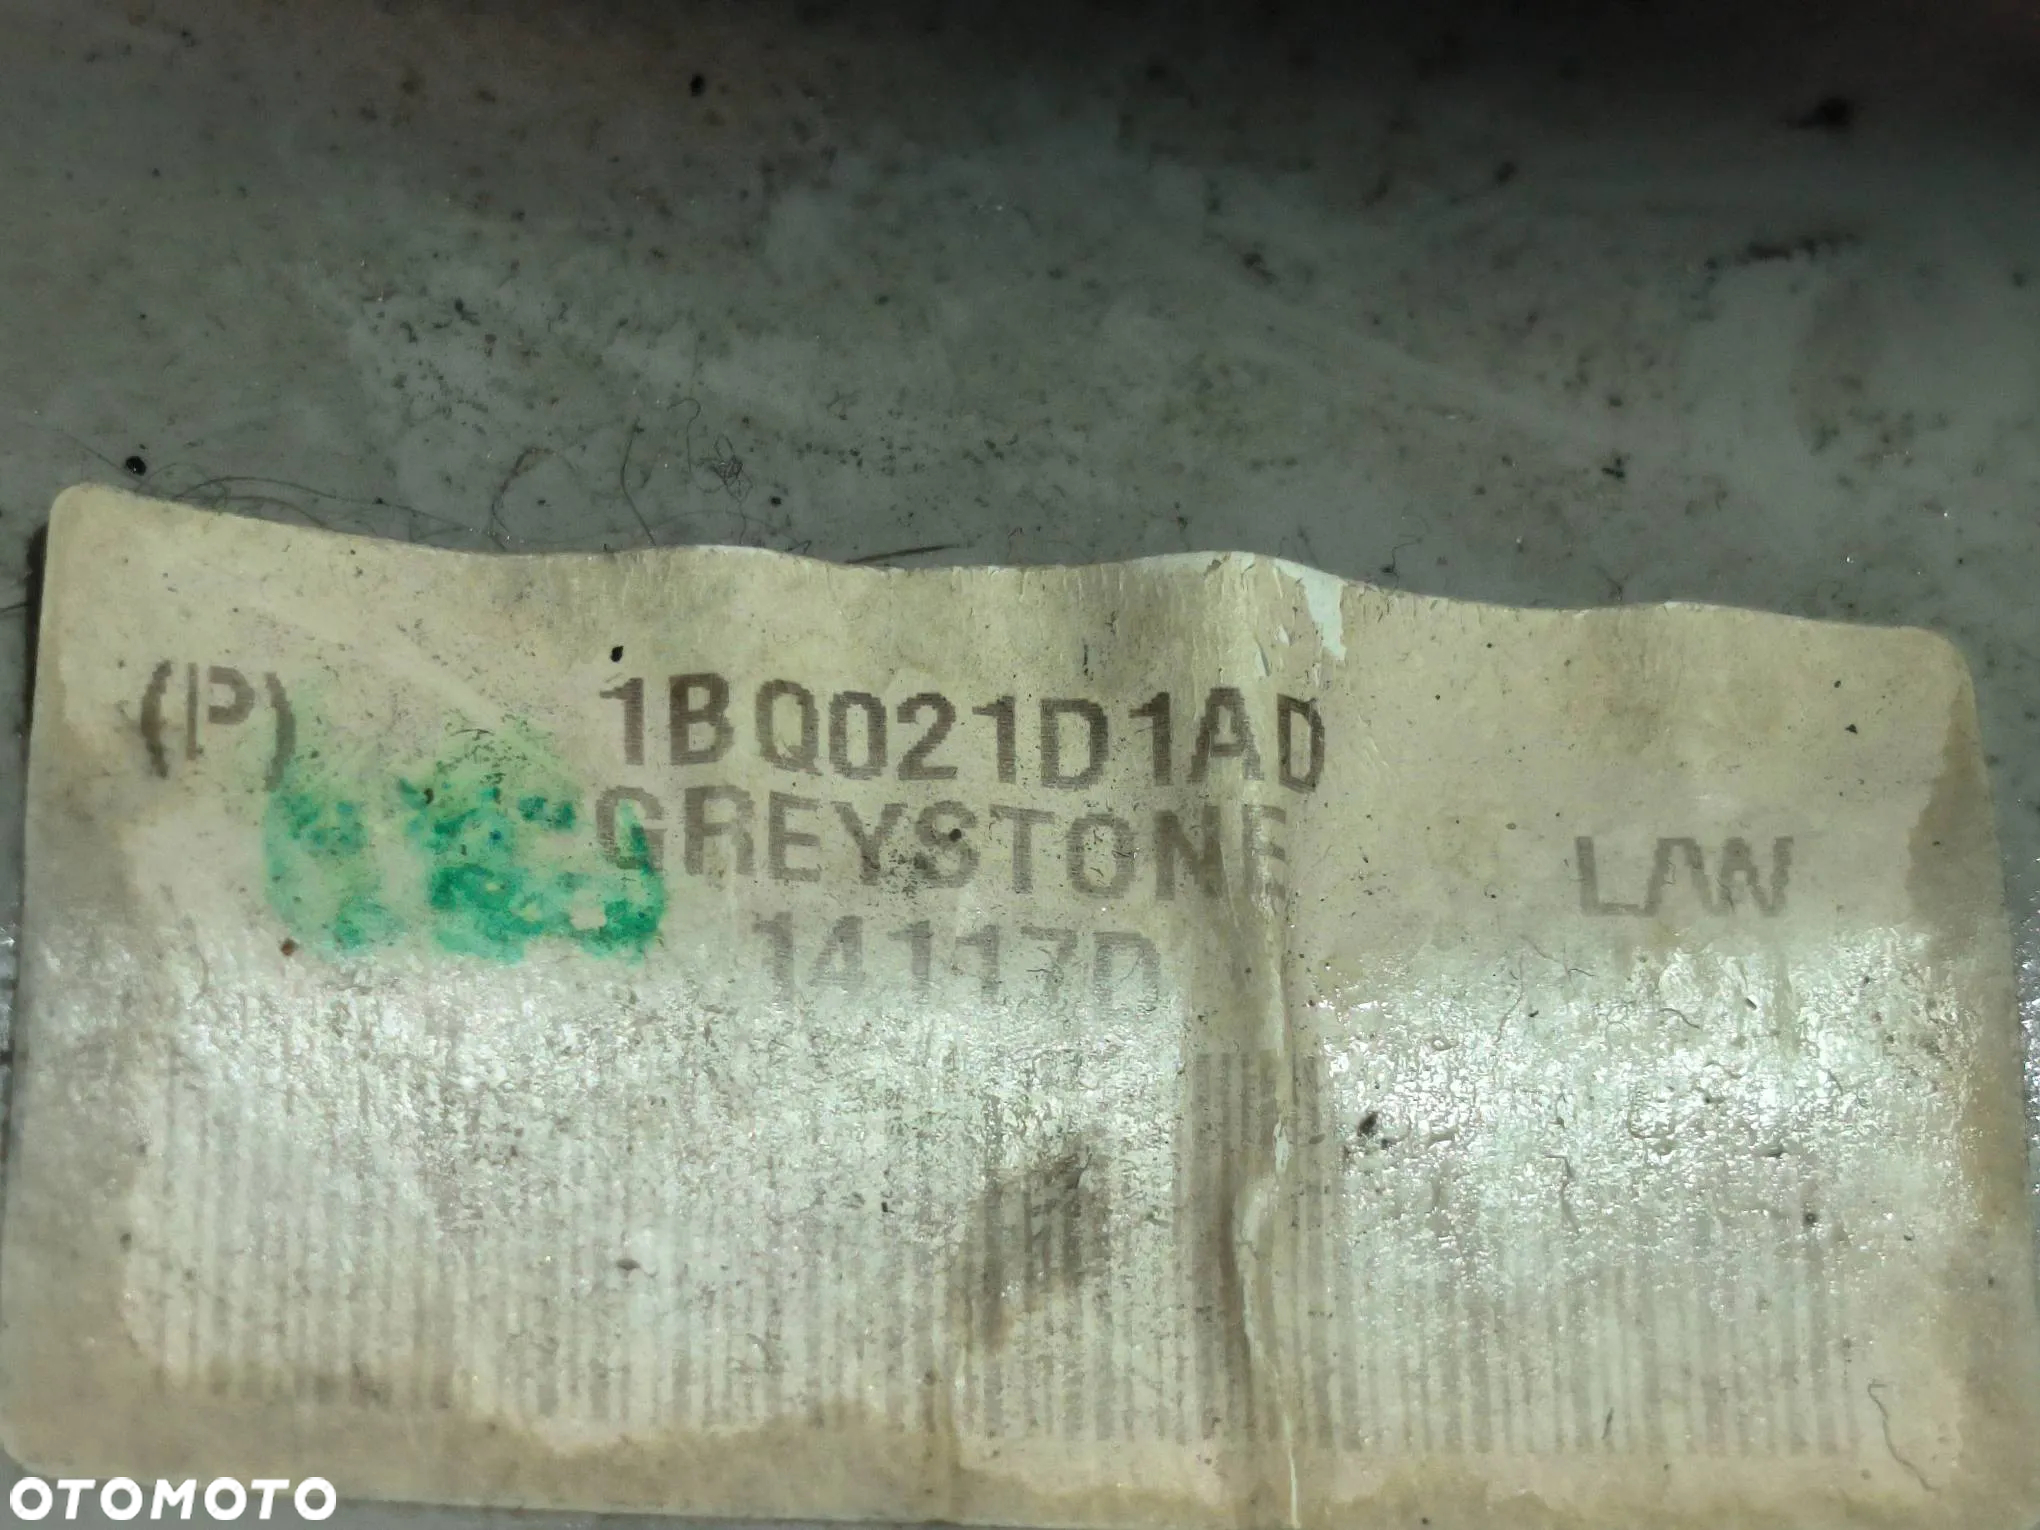 (P) 1BQ021D1AD
GREYSTONE LAW
14117D
OTOMOTO